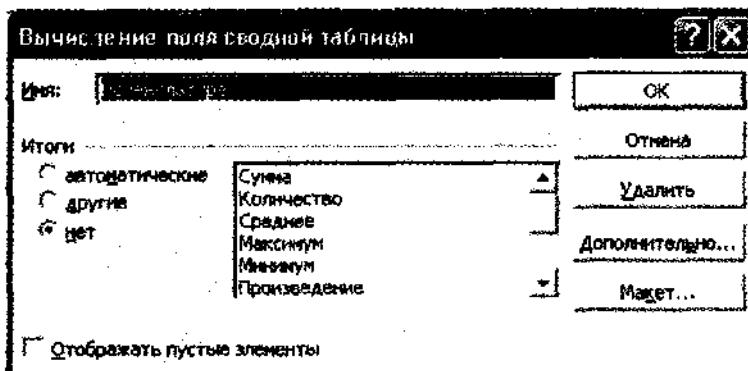 Вычисление поля сводной таблицы
Имя:
ОК
Отмена
Удалить
Дополнительно...
Макет...
Итоги
автоматические
другие
нет
Сумма
Количество
Среднее
Максимум
Минимум
Произведение
Отображать пустые элементы